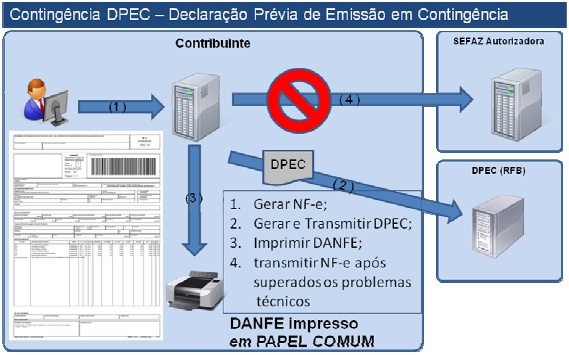 Contingência DPEC – Declaração Prévia de Emissão em Contingência
Contribuinte
SEFAZ Autorizadora
(1)
(4)
DPEC
(2)
DPEC (RFB)
(3)
1. Gerar NF-e;
2. Gerar e Transmitir DPEC;
3. Imprimir DANFE;
4. transmitir NF-e após
superados os problemas
técnicos
DANFE impresso
em PAPEL COMUM